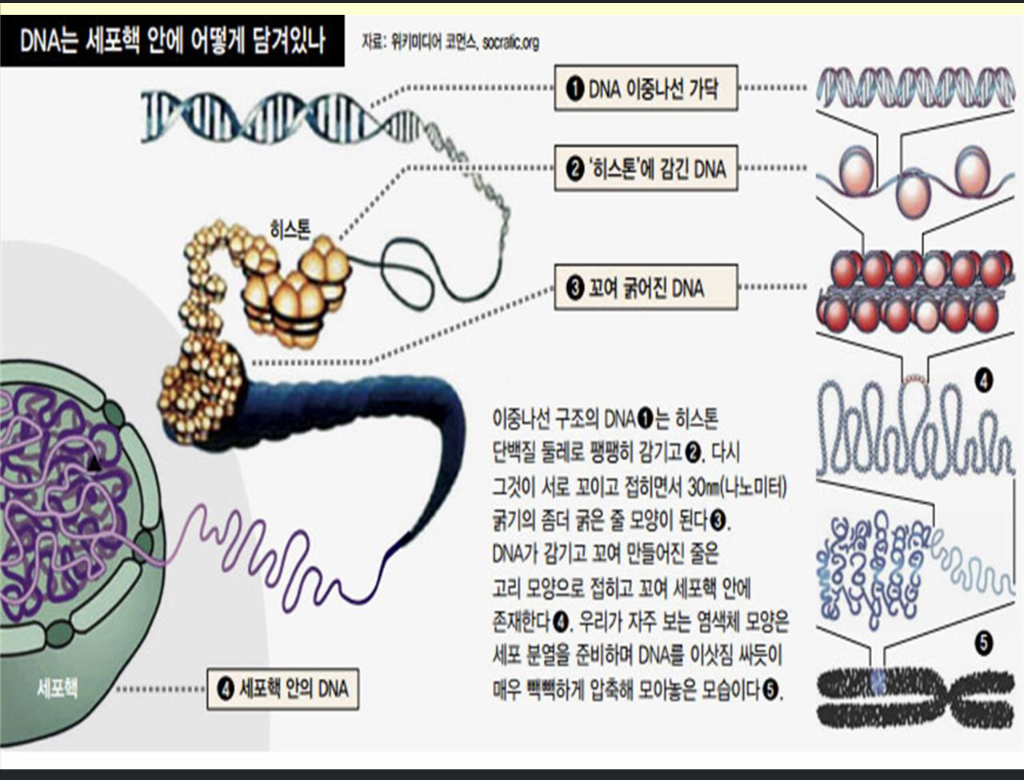 DNA는 세포핵 안에 어떻게 담겨있나
자료: 위키미디어 코먼스, socratic.org
❶ DNA 이중나선 가닥
❷ '히스톤'에 감긴 DNA
히스톤
❸ 꼬여 굵어진 DNA
❹
이중나선 구조의 DNA❶는 히스톤
단백질 둘레로 팽팽히 감기고❷, 다시
그것이 서로 꼬이고 접히면서 30㎚(나노미터)
굵기의 좀더 굵은 줄 모양이 된다❸.
DNA가 감기고 꼬여 만들어진 줄은
고리 모양으로 접히고 꼬여 세포핵 안에
존재한다❹. 우리가 자주 보는 염색체 모양은
세포 분열을 준비하며 DNA를 이삿짐 싸듯이
매우 빽빽하게 압축해 모아놓은 모습이다❺.
❺
세포핵
❹ 세포핵 안의 DNA